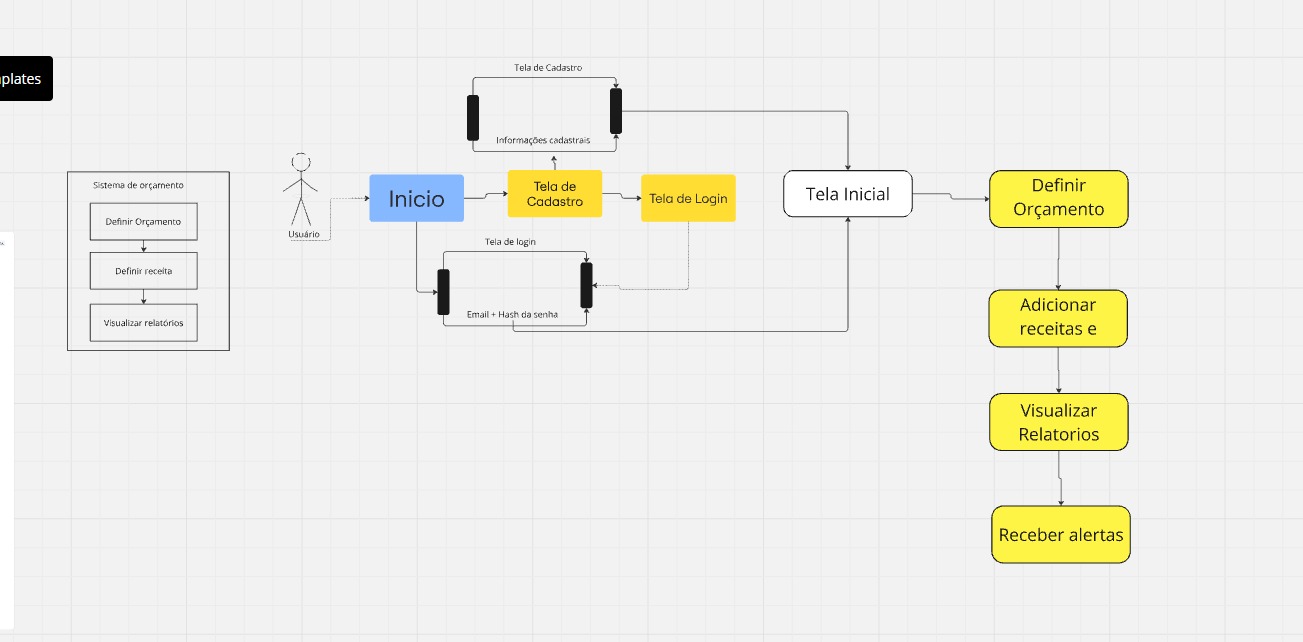 Tela de Cadastro
plates
Informações cadastrais
Sistema de orçamento
Definir Orçamento
Definir receita
Visualizar relatórios
Usuário
Inicio
Tela de
Cadastro
Tela de Login
Tela de login
Email + Hash da senha
Tela Inicial
Definir
Orçamento
Adicionar
receitas e
Visualizar
Relatorios
Receber alertas